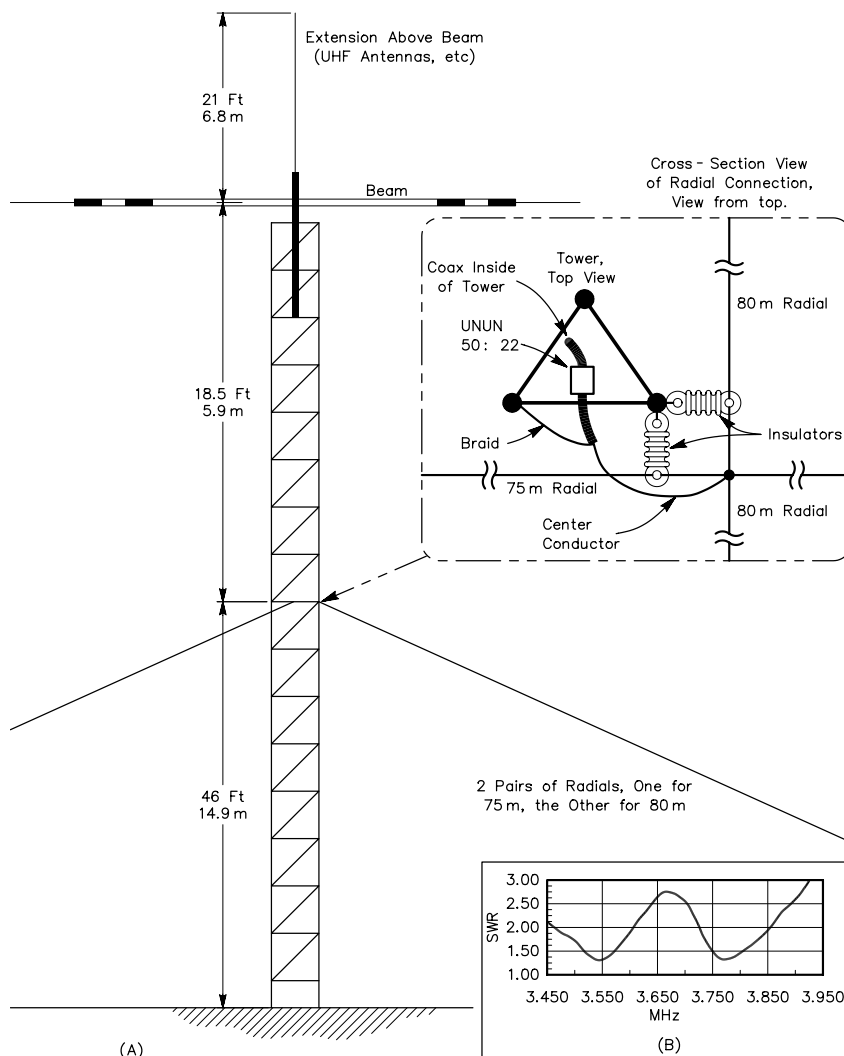 Extension Above Beam
(UHF Antennas, etc)
21 Ft
6.8 m
Beam
Cross - Section View
of Radial Connection,
View from top.
Coax Inside
of Tower
Tower,
Top View
80 m Radial
UNUN
50 : 22
18.5 Ft
5.9 m
Braid
Insulators
75 m Radial
80 m Radial
Center
Conductor
46 Ft
14.9 m
2 Pairs of Radials, One for
75 m, the Other for 80 m
3.00
2.50
2.00
1.50
1.00
SWR
3.450 3.550 3.650 3.750 3.850 3.950
MHz
(A)
(B)